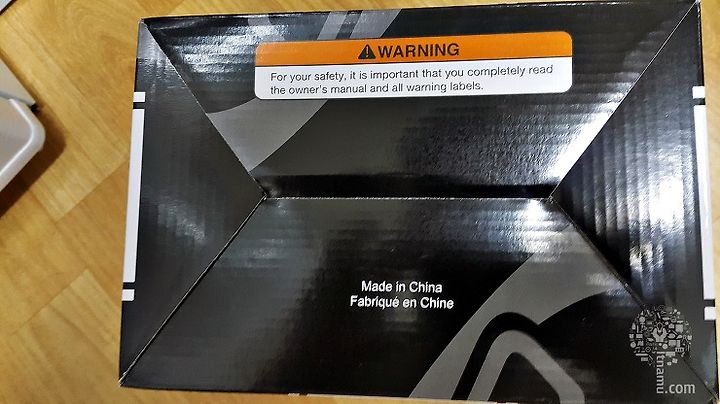 WARNING
For your safety, it is important that you completely read
the owner's manual and all warning labels.
Made in China
Fabriqué en Chine
itnamu.com